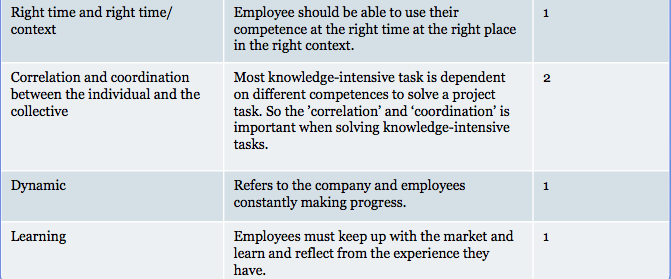 Right time and right time/
context
Employee should be able to use their
competence at the right time at the right place
in the right context.
1
Correlation and coordination
between the individual and the
collective
Most knowledge-intensive task is dependent
on different competences to solve a project
task. So the ’correlation’ and ‘coordination’ is
important when solving knowledge-intensive
tasks.
2
Dynamic
Refers to the company and employees
constantly making progress.
1
Learning
Employees must keep up with the market and
learn and reflect from the experience they
have.
1